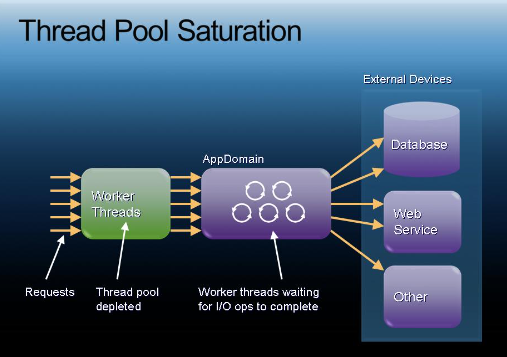 Thread Pool Saturation
External Devices
Database
AppDomain
Worker
Threads
Web
Service
Other
Requests
Thread pool
depleted
Worker threads waiting
for I/O ops to complete